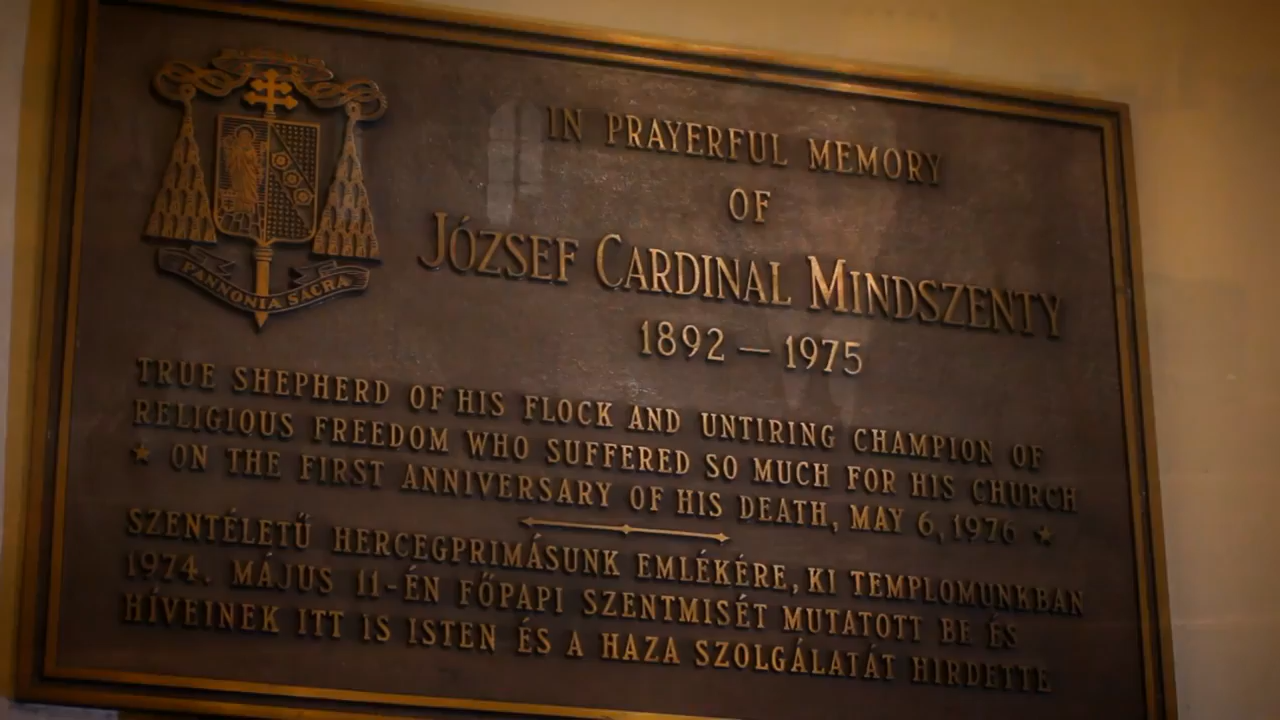 IN PRAYERFUL MEMORY
OF
JÓZSEF CARDINAL MINDSZENTY
1892 – 1975
PANNONIA SACRA
TRUE SHEPHERD OF HIS FLOCK AND UNTIRING CHAMPION OF
RELIGIOUS FREEDOM WHO SUFFERED SO MUCH FOR HIS CHURCH
★ ON THE FIRST ANNIVERSARY OF HIS DEATH, MAY 6, 1976 ★
SZENTÉLETŰ HERCEGPRIMÁSUNK EMLÉKÉRE, KI TEMPLOMUNKBAN
1974. MÁJUS 11-ÉN FŐPAPI SZENTMISÉT MUTATOTT BE ÉS
HÍVEINEK ITT IS ISTEN ÉS A HAZA SZOLGÁLATÁT HIRDETTE